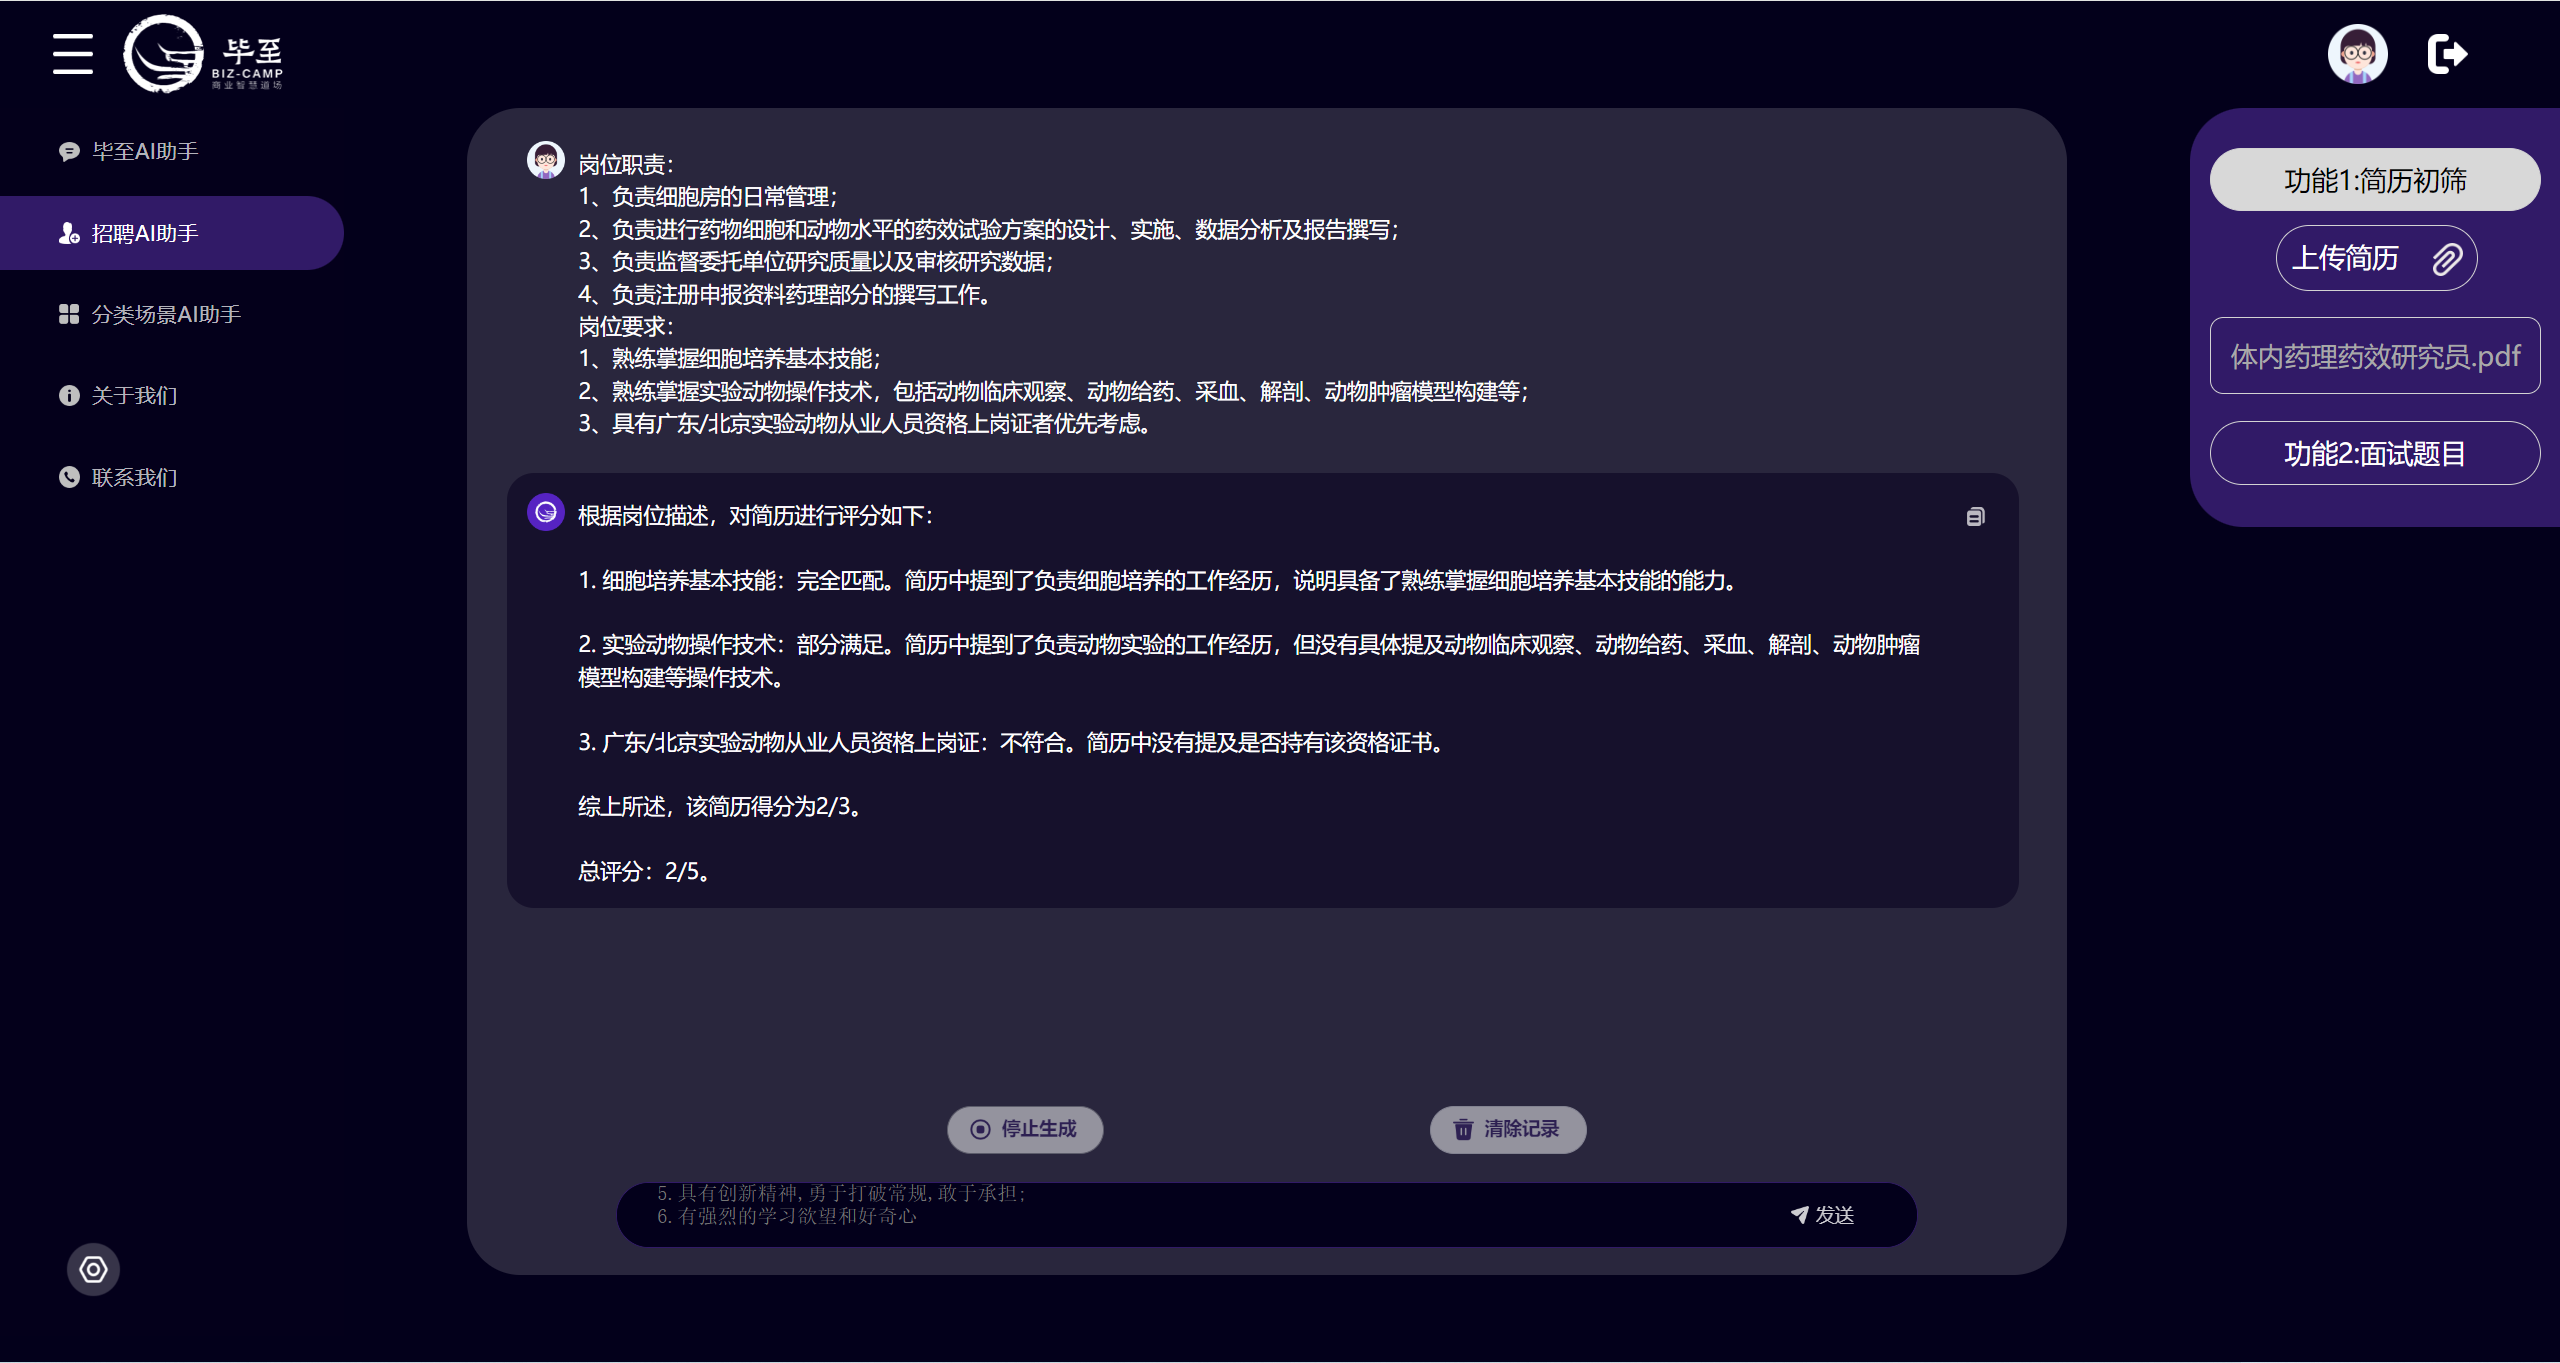 毕至
BIZ-CAMP
商业智慧道场
毕至AI助手
招聘AI助手
分类场景AI助手
关于我们
联系我们
岗位职责：
1、负责细胞房的日常管理；
2、负责进行药物细胞和动物水平的药效试验方案的设计、实施、数据分析及报告撰写；
3、负责监督委托单位研究质量以及审核研究数据；
4、负责注册申报资料药理部分的撰写工作。
岗位要求：
1、熟练掌握细胞培养基本技能；
2、熟练掌握实验动物操作技术，包括动物临床观察、动物给药、采血、解剖、动物肿瘤模型构建等；
3、具有广东/北京实验动物从业人员资格上岗证者优先考虑。
根据岗位描述，对简历进行评分如下：
1. 细胞培养基本技能：完全匹配。简历中提到了负责细胞培养的工作经历，说明具备了熟练掌握细胞培养基本技能的能力。
2. 实验动物操作技术：部分满足。简历中提到了负责动物实验的工作经历，但没有具体提及动物临床观察、动物给药、采血、解剖、动物肿瘤
模型构建等操作技术。
3. 广东/北京实验动物从业人员资格上岗证：不符合。简历中没有提及是否持有该资格证书。
综上所述，该简历得分为2/3。
总评分：2/5。
停止生成
清除记录
5. 具有创新精神,勇于打破常规,敢于承担;
6. 有强烈的学习欲望和好奇心
发送
功能1:简历初筛
上传简历
体内药理药效研究员.pdf
功能2:面试题目